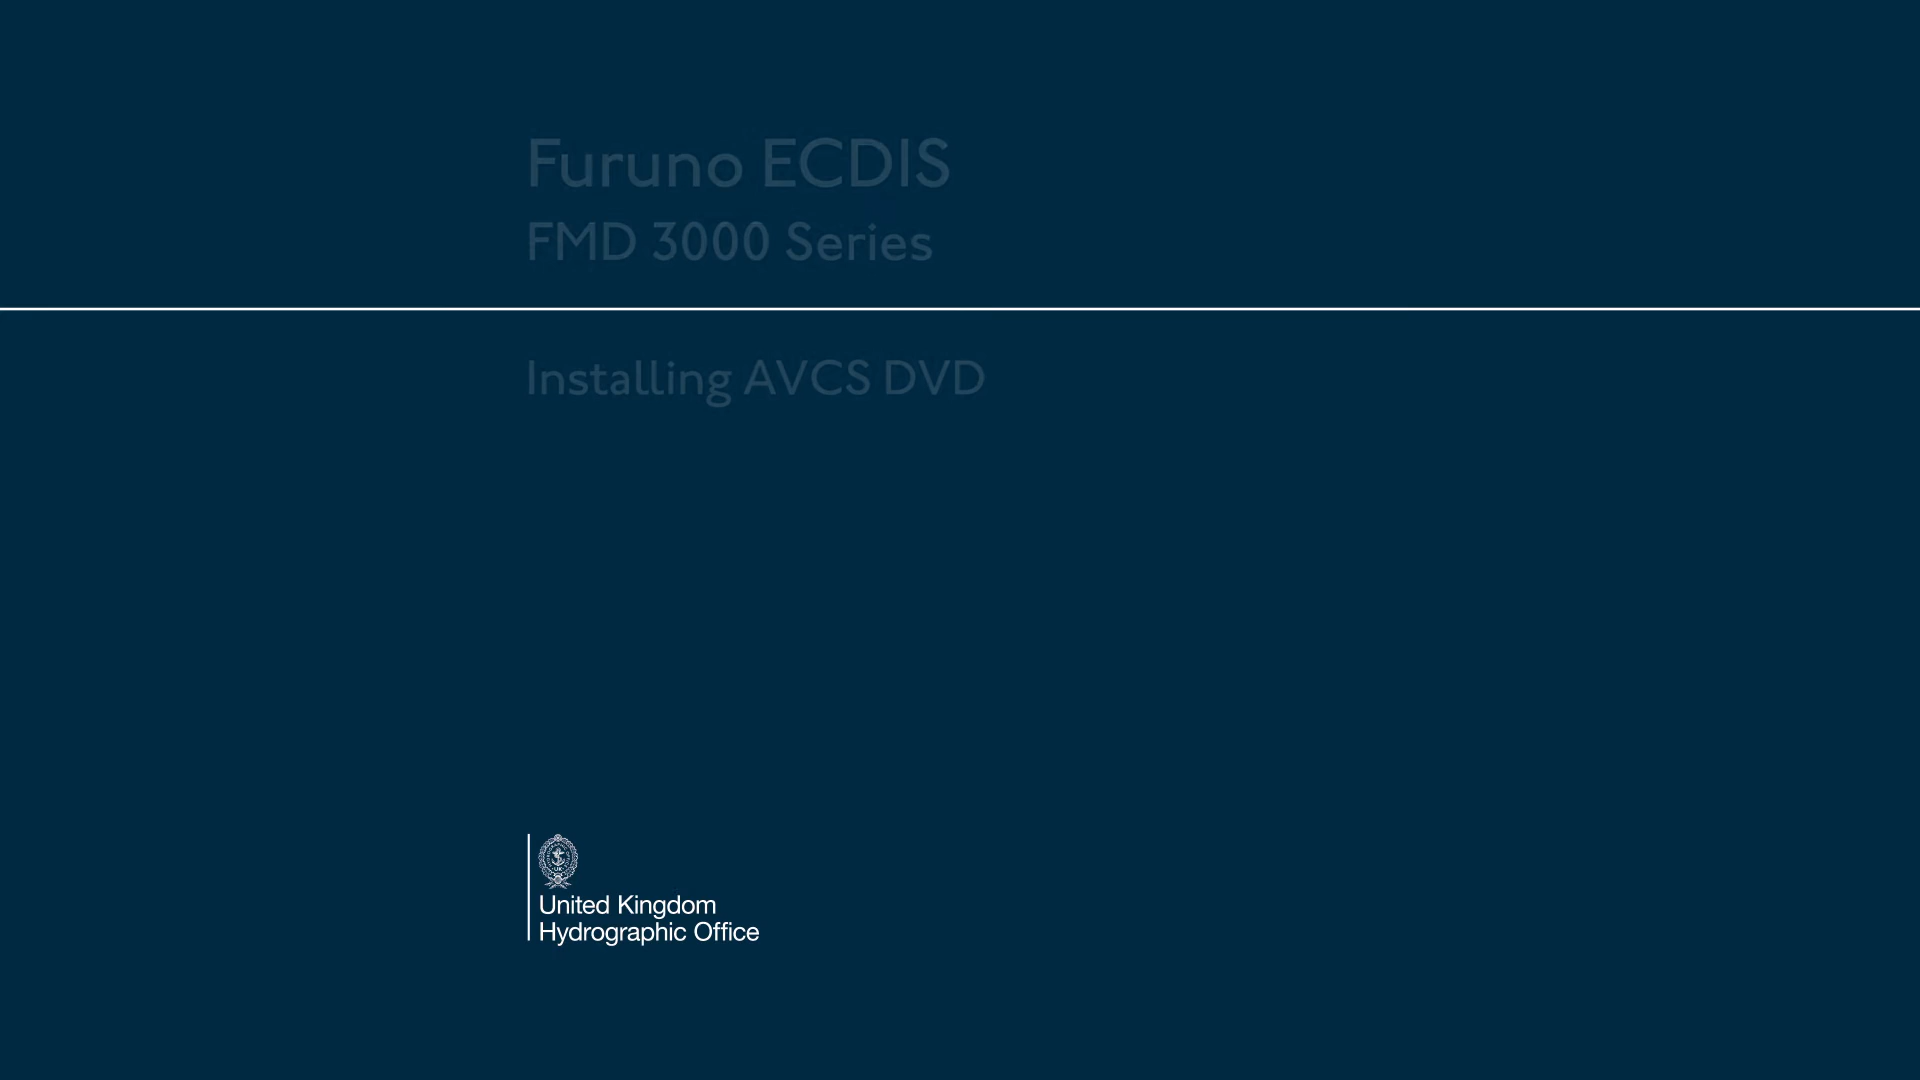 Furuno ECDIS
FMD 3000 Series
Installing AVCS DVD
United Kingdom
Hydrographic Office